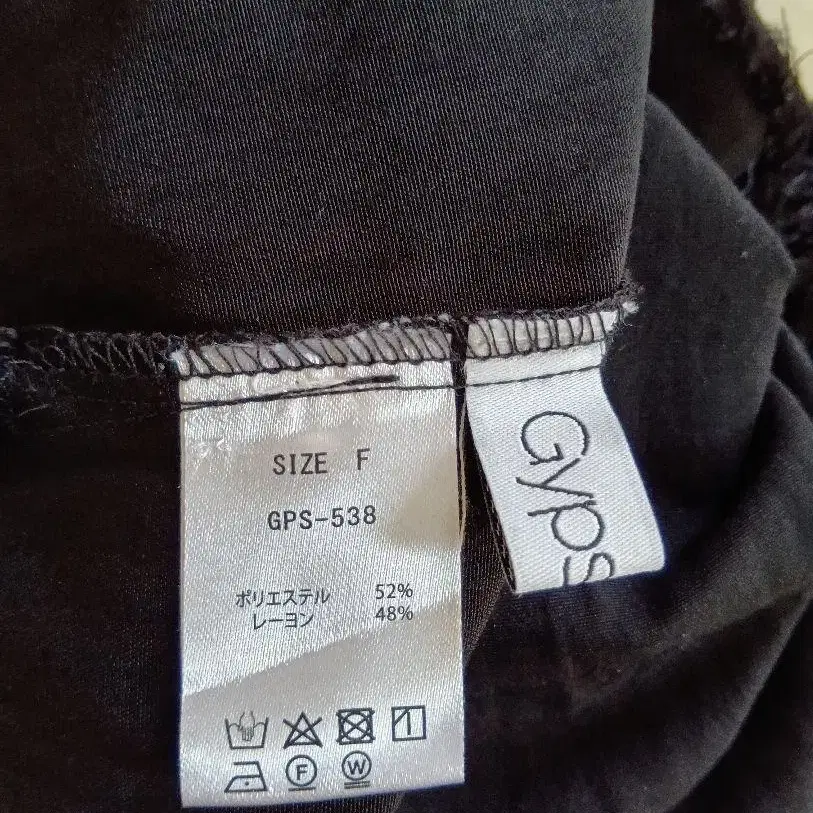 SIZE F
GPS-538
ポリエステル 52%
レーヨン 48%
F W
Gyps